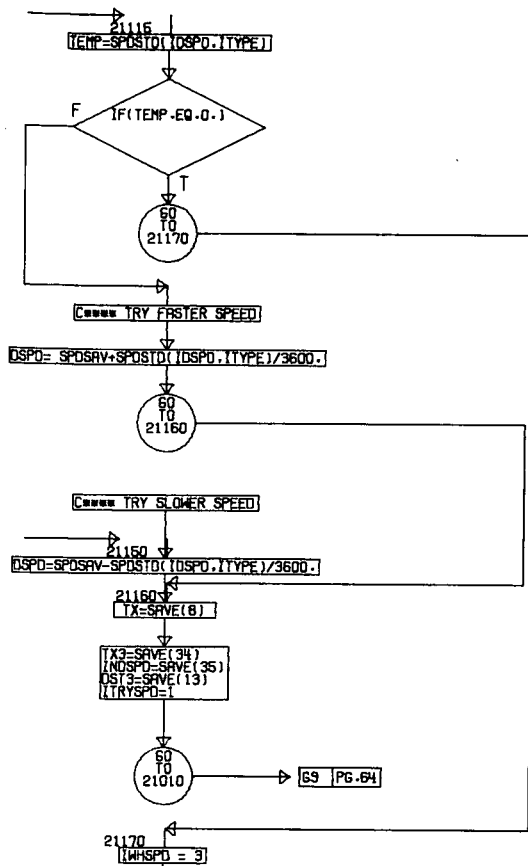 21115
TEMP=SPDSTD(IDSPD,ITYPE)
F
IF(TEMP.EQ.0.)
T
GO
TO
21170
C**** TRY FASTER SPEED
DSPD= SPDSAV+SPDSTD(IDSPD,ITYPE)/3600.
GO
TO
21160
C**** TRY SLOWER SPEED
21150
DSPD=SPDSAV-SPDSTD(IDSPD,ITYPE)/3600.
21160
TX=SAVE(8)
TX3=SAVE(34)
INDSPD=SAVE(35)
DST3=SAVE(13)
ITRYSPD=1
GO
TO
21010
G9 PG.64
21170
IWHSPD = 3